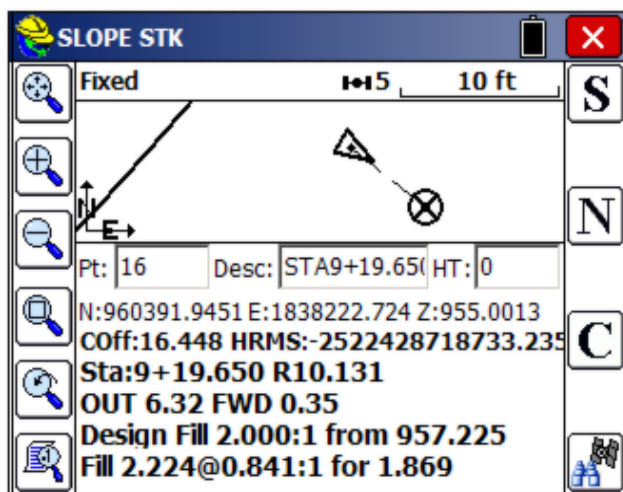 SLOPE STK
Fixed 5 10 ft
S
N
E
Pt: 16 Desc: STA9+19.650 HT: 0
N
N:960391.9451 E:1838222.724 Z:955.0013
COff:16.448 HRMS:-2522428718733.235
C
Sta:9+19.650 R10.131
OUT 6.32 FWD 0.35
Design Fill 2.000:1 from 957.225
Fill 2.224@0.841:1 for 1.869